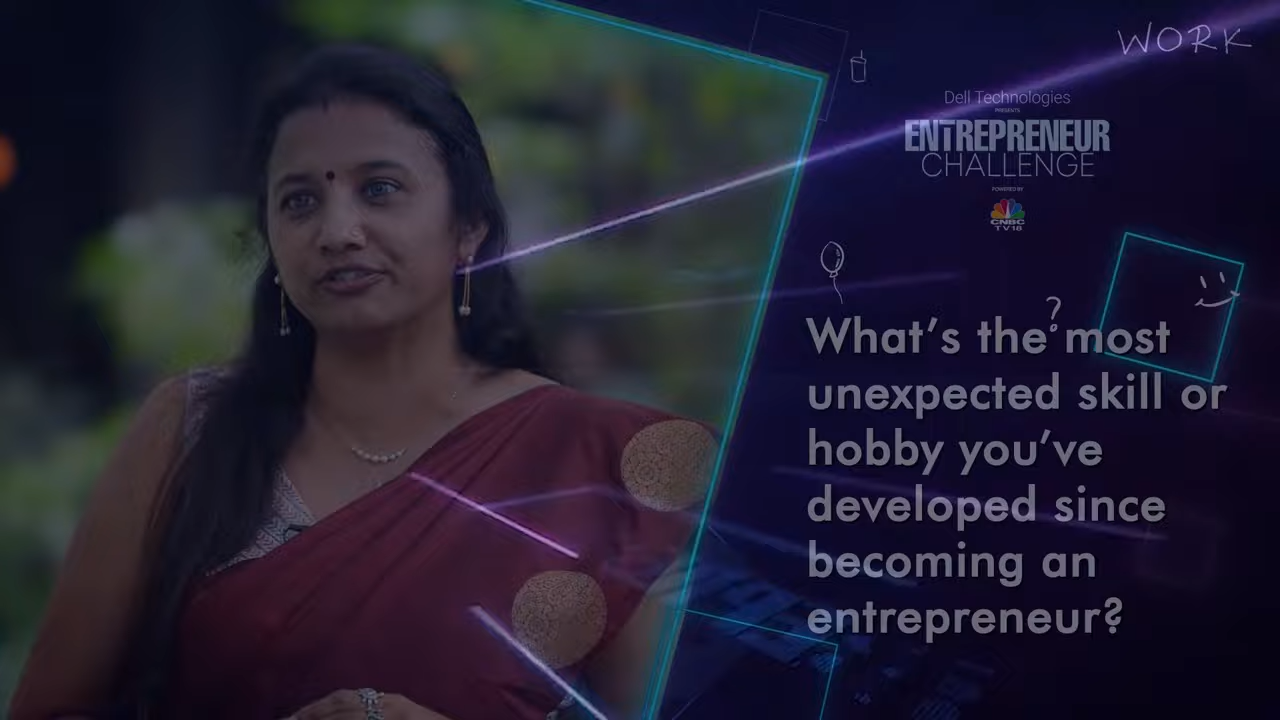 WORK
Dell Technologies
PRESENTS
ENTREPRENEUR
CHALLENGE
POWERED BY
CNBC
TV18
?
What's the most
unexpected skill or
hobby you've
developed since
becoming an
entrepreneur?